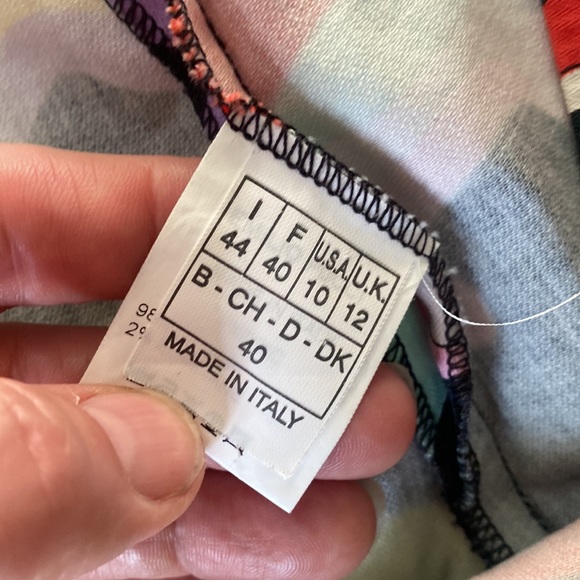 I F U.S.A. U.K.
44 40 10 12
B - CH - D - DK
40
MADE IN ITALY